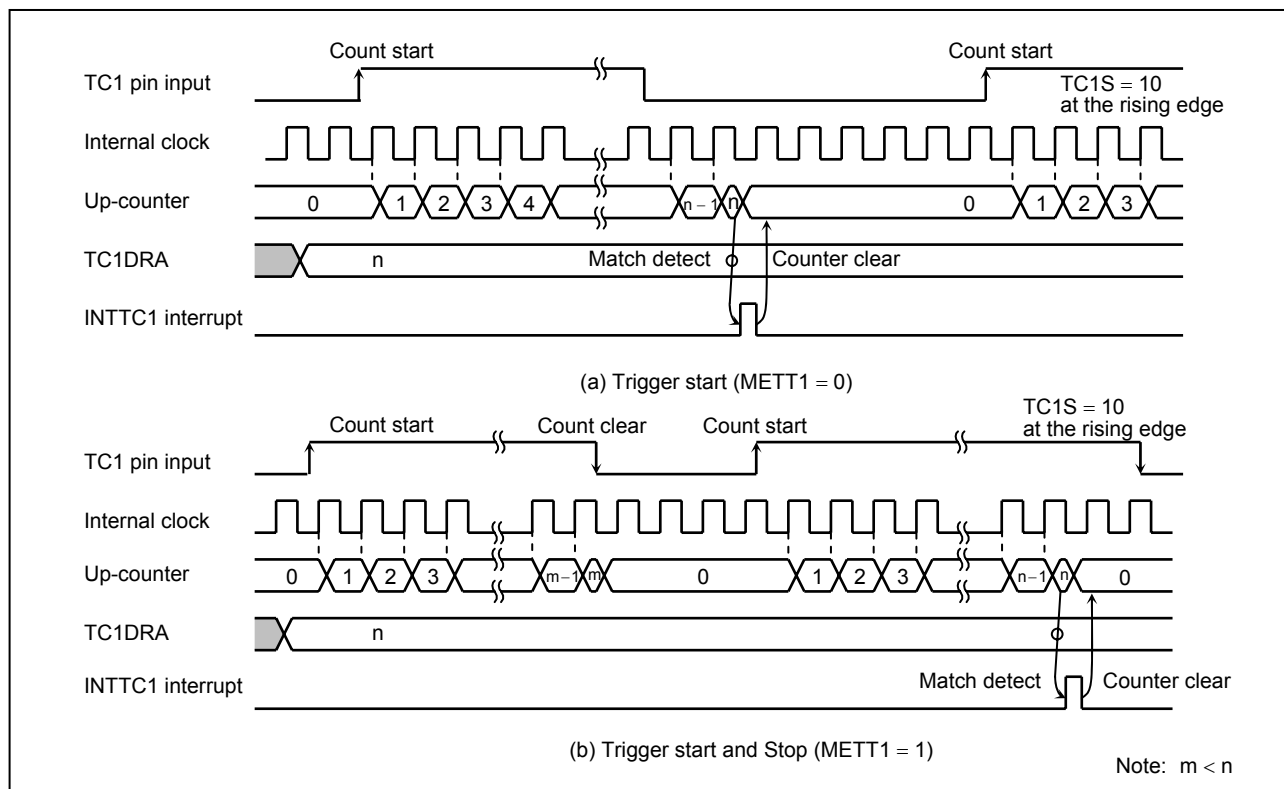 Count start Count start
TC1 pin input
TC1S = 10
at the rising edge
Internal clock
Up-counter 0 1 2 3 4 n − 1 n 0 1 2 3
TC1DRA n Match detect Counter clear
INTTC1 interrupt
(a) Trigger start (METT1 = 0)
TC1S = 10
at the rising edge
Count start Count clear Count start
TC1 pin input
Internal clock
Up-counter 0 1 2 3 m − 1 m 0 1 2 3 n − 1 n 0
TC1DRA n
INTTC1 interrupt Match detect Counter clear
(b) Trigger start and Stop (METT1 = 1)
Note: m < n